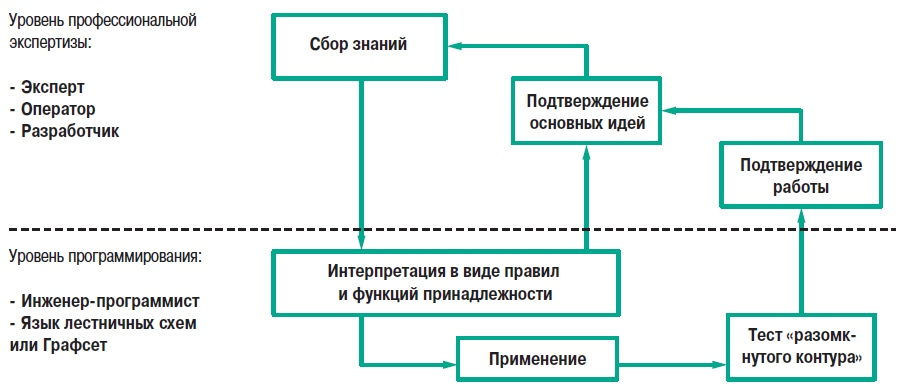 Уровень профессиональной
экспертизы:
- Эксперт
- Оператор
- Разработчик
Сбор знаний
Подтверждение
основных идей
Подтверждение
работы
Уровень программирования:
- Инженер-программист
- Язык лестничных схем
или Графсет
Интерпретация в виде правил
и функций принадлежности
Применение
Тест «разомк-
нутого контура»